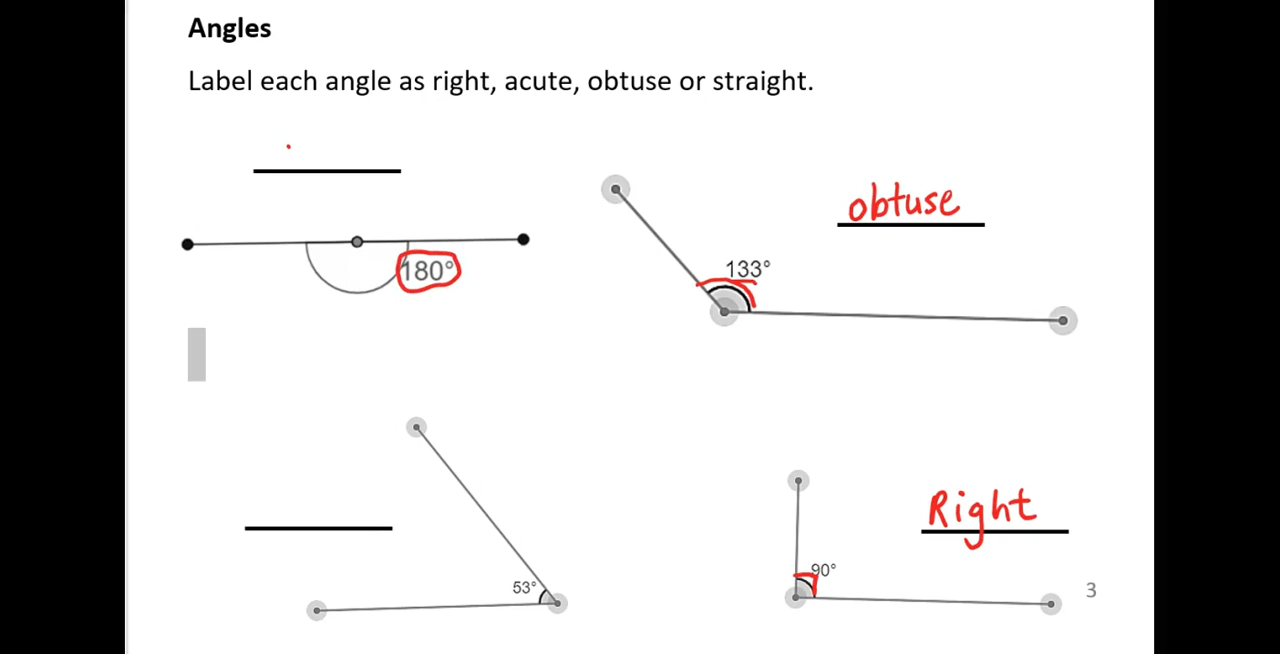 Angles
Label each angle as right, acute, obtuse or straight.
obtuse
180°
133°
Right
53°
90°
3